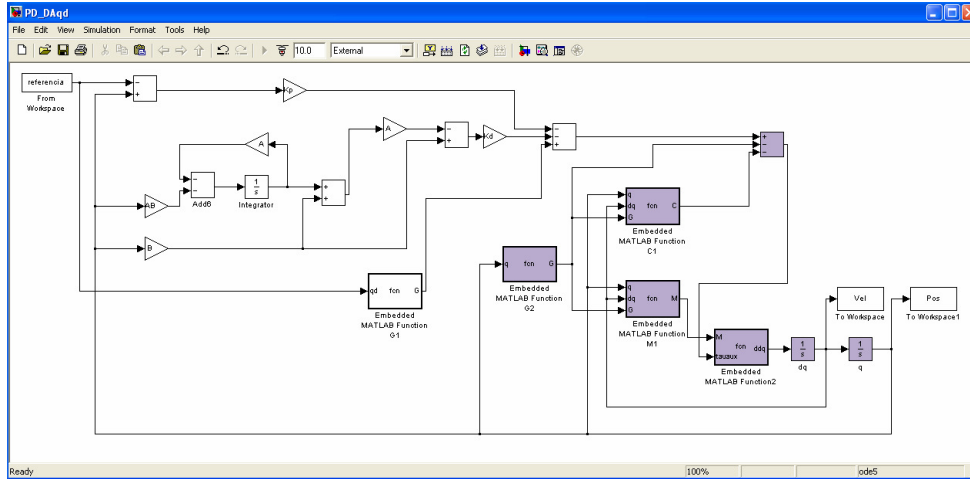 PD_DAqd
File Edit View Simulation Format Tools Help
10.0 External
referencia
From
Workspace
- +
Kp
A
- -
Add6
1
s
Integrator
+ +
A
- +
Kd
- - +
+ - -
AB
B
qd fcn G
Embedded
MATLAB Function
G1
q fcn G
Embedded
MATLAB Function
G2
q
dq fcn C
G
Embedded
MATLAB Function
C1
q
dq fcn M
G
Embedded
MATLAB Function
M1
M
fcn ddq
tauaux
Embedded
MATLAB Function2
1
s
dq
1
s
q
Vel
To Workspace
Pos
To Workspace1
Ready 100% ode5